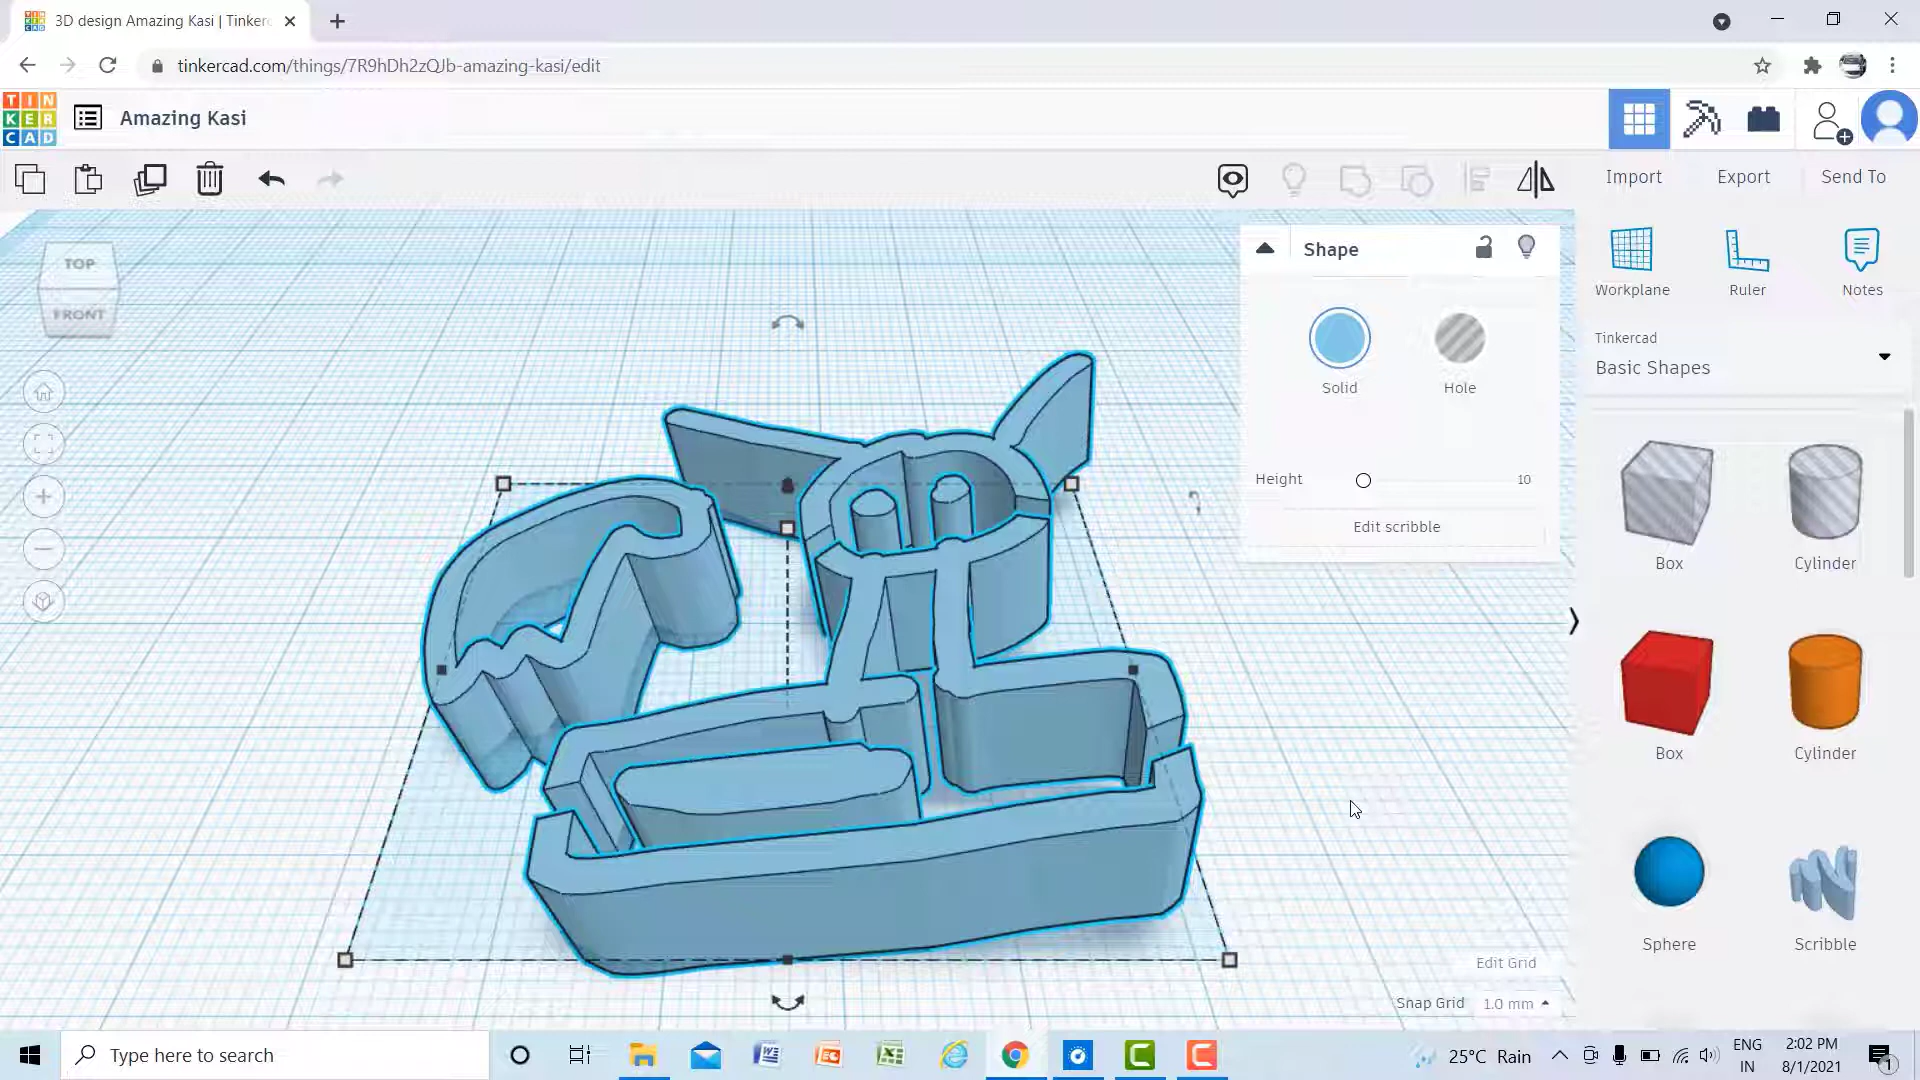 3D design Amazing Kasi | Tinkerc
tinkercad.com/things/7R9hDh2zQJb-amazing-kasi/edit
TIN
KER
CAD
Amazing Kasi
Import
Export
Send To
TOP
FRONT
Shape
Solid
Hole
Height
10
Edit scribble
Workplane
Ruler
Notes
Tinkercad
Basic Shapes
Box
Cylinder
Box
Cylinder
Sphere
Scribble
Edit Grid
Snap Grid
1.0 mm
Type here to search
25°C Rain
ENG
IN
2:02 PM
8/1/2021
1